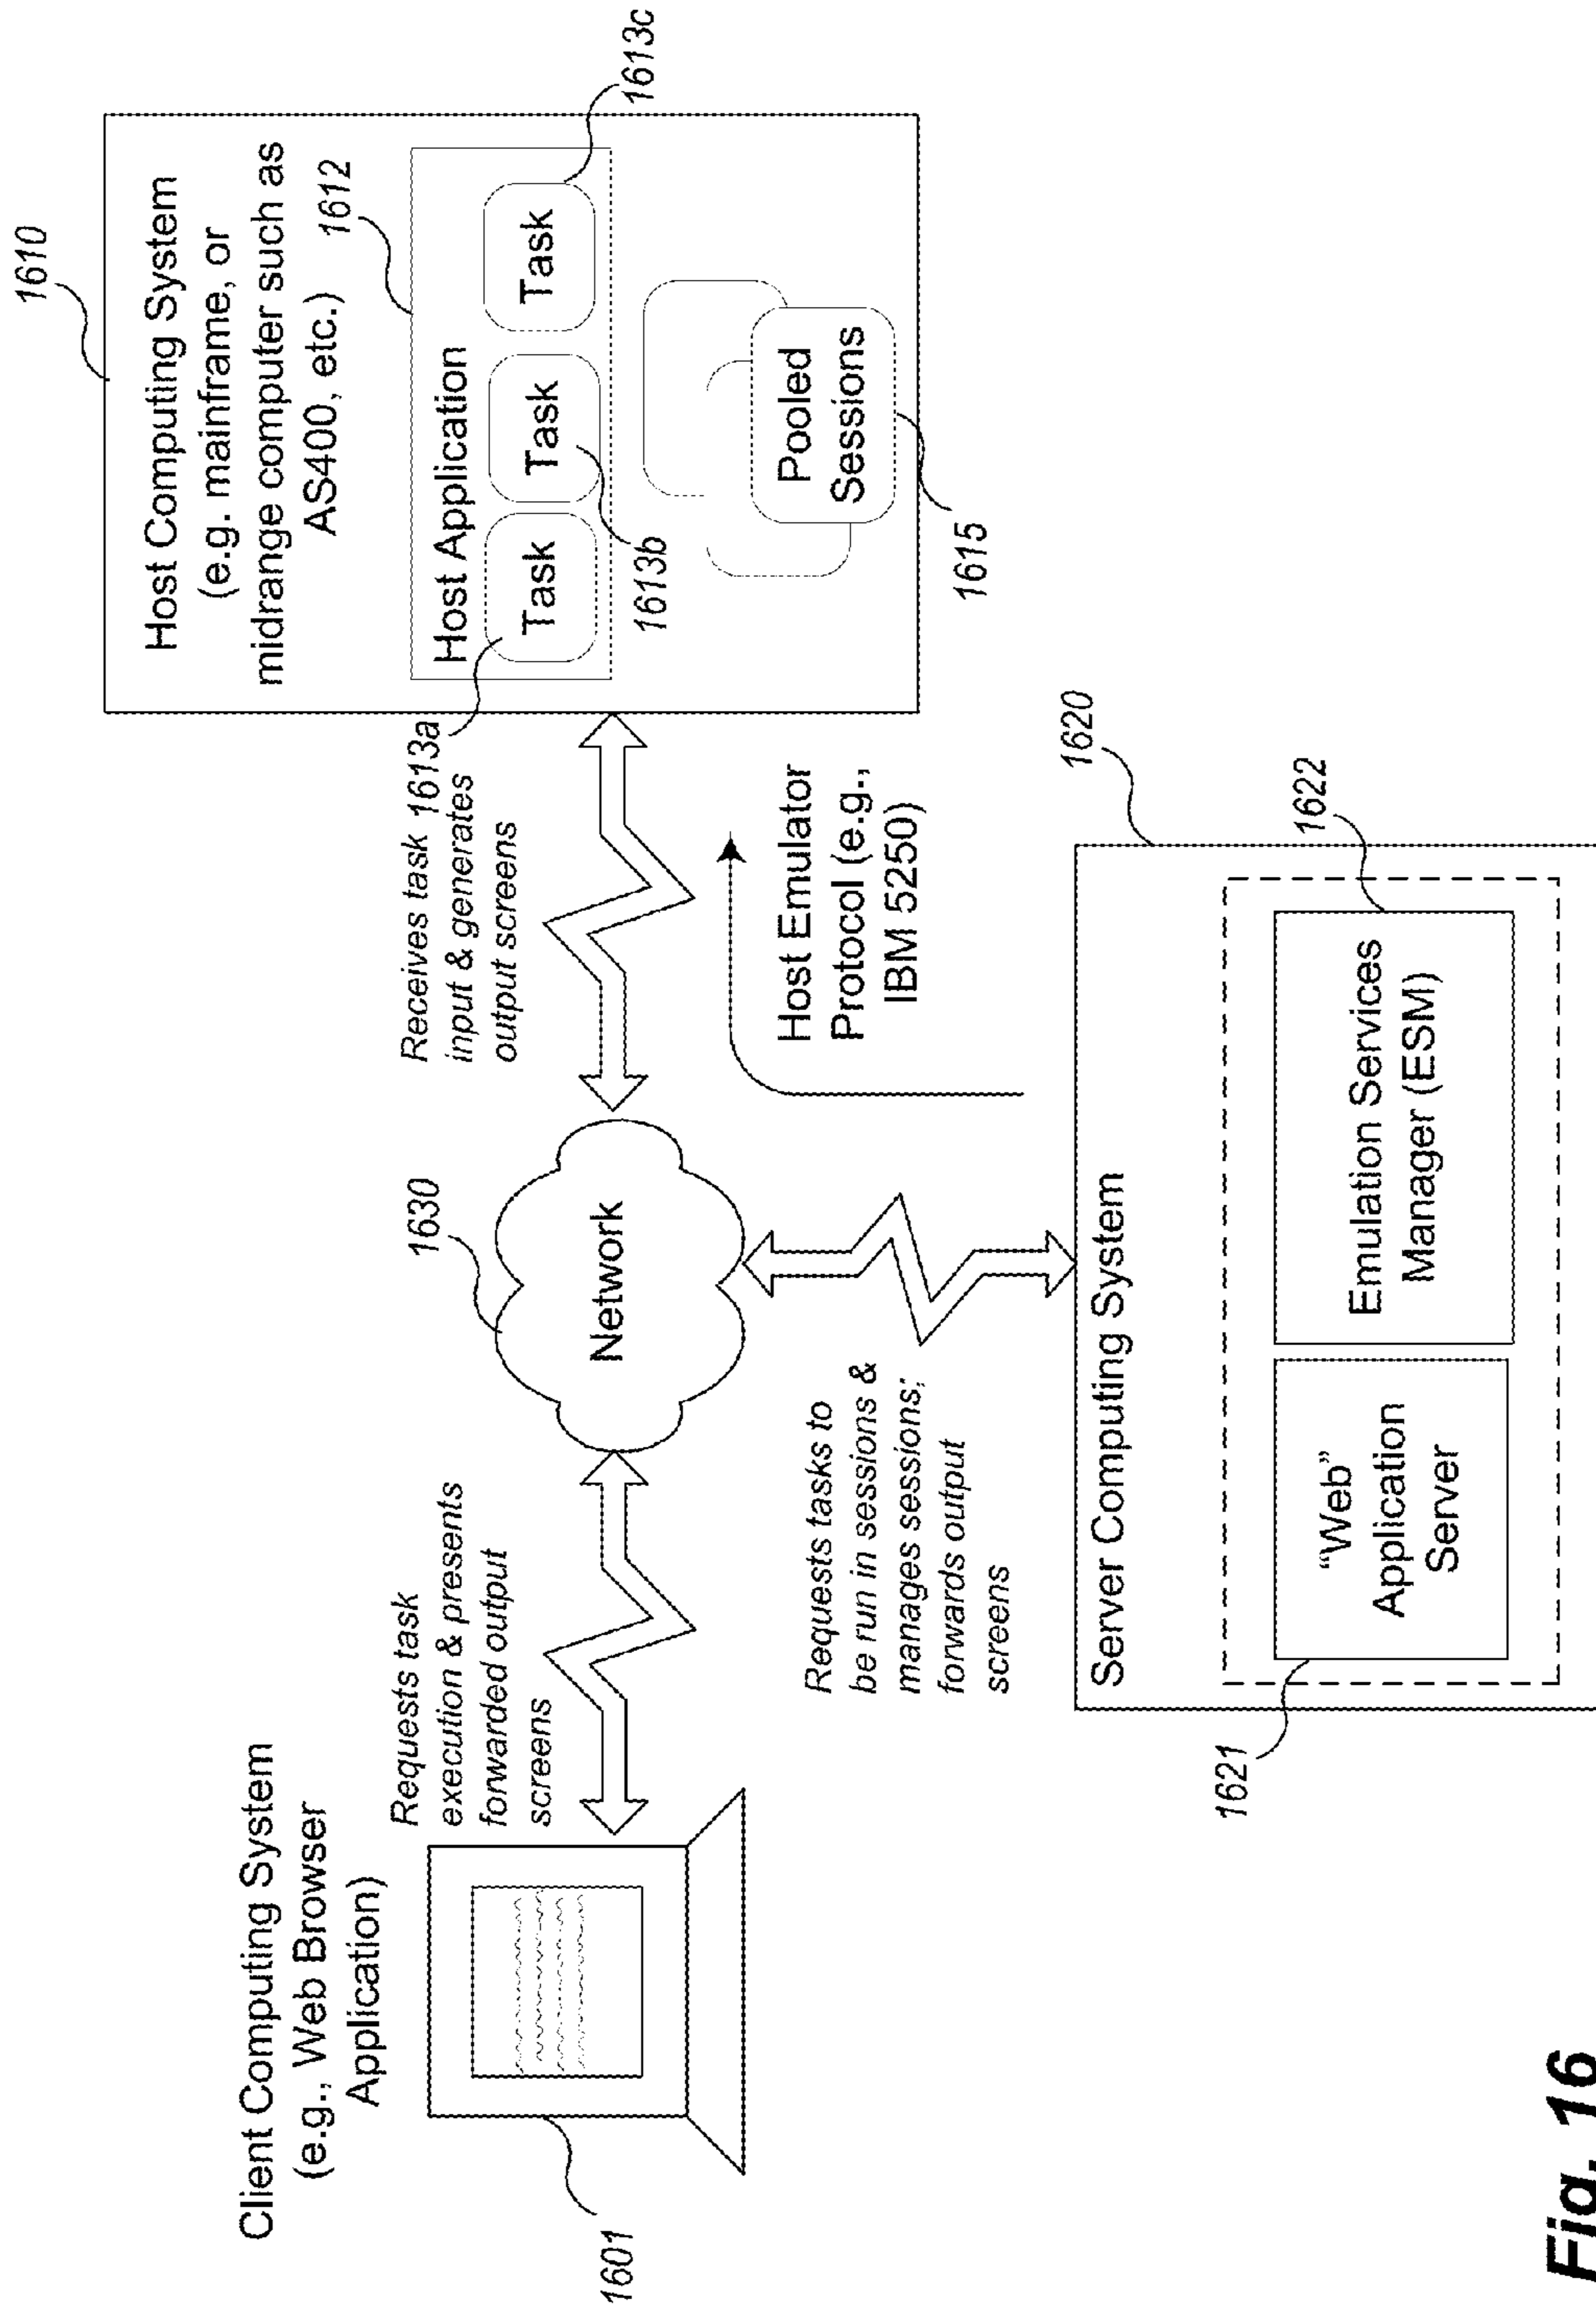 Client Computing System
(e.g., Web Browser
Application)
1601
Requests task
execution & presents
forwarded output
screens
1630
Network
Receives task
input & generates
output screens
1610
Host Computing System
(e.g. mainframe, or
midrange computer such as
AS400, etc.)
1612
Host Application
Task
Task
Task
1613a
1613b
1613c
Pooled
Sessions
1615
Host Emulator
Protocol (e.g.,
IBM 5250)
Requests tasks to
be run in sessions &
manages sessions;
forwards output
screens
1620
Server Computing System
"Web"
Application
Server
1621
Emulation Services
Manager (ESM)
1622
Fig. 16